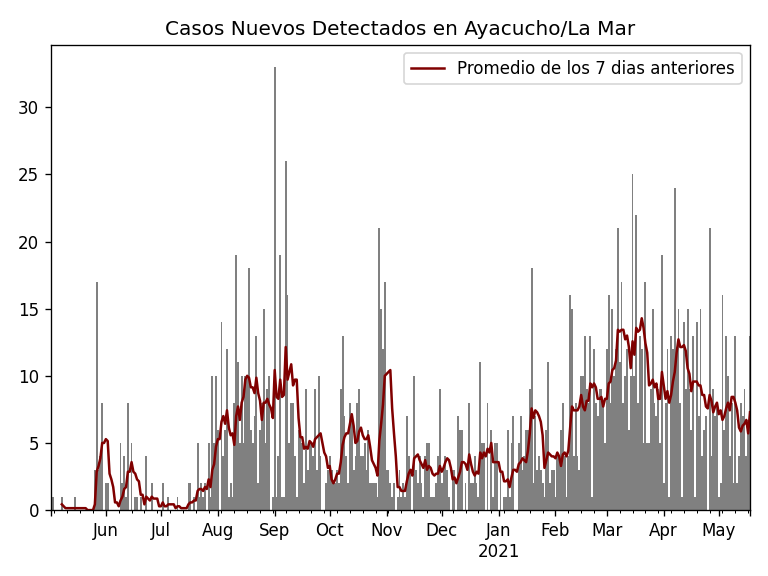 Casos Nuevos Detectados en Ayacucho/La Mar
Promedio de los 7 dias anteriores
30
25
20
15
10
5
0
Jun Jul Aug Sep Oct Nov Dec Jan Feb Mar Apr May
2021